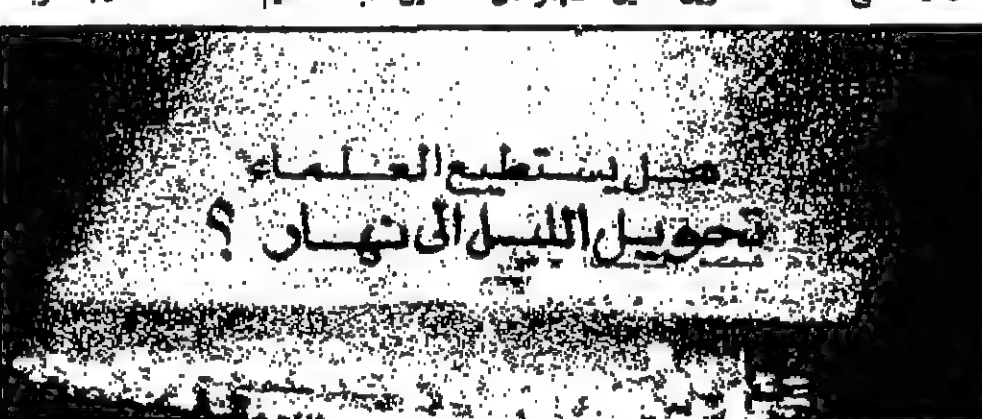 هل يستطيع العلماء
تحويل الليل الى نهار ؟